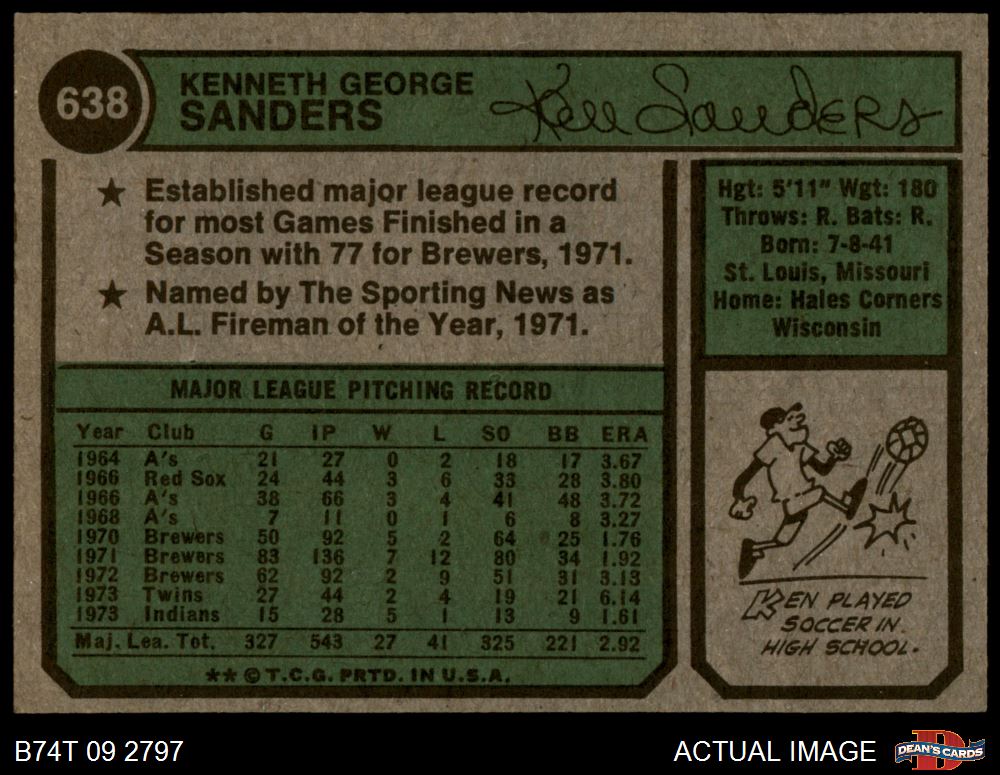 638
KENNETH GEORGE
SANDERS
Ken Sanders
★ Established major league record
for most Games Finished in a
Season with 77 for Brewers, 1971.
★ Named by The Sporting News as
A.L. Fireman of the Year, 1971.
Hgt: 5'11" Wgt: 180
Throws: R. Bats: R.
Born: 7-8-41
St. Louis, Missouri
Home: Hales Corners
Wisconsin
MAJOR LEAGUE PITCHING RECORD
Year Club G IP W L SO BB ERA
1964 A's 21 27 0 2 18 17 3.67
1966 Red Sox 24 44 3 6 33 28 3.80
1966 A's 38 66 3 4 41 48 3.72
1968 A's 7 11 0 1 6 8 3.27
1970 Brewers 50 92 5 2 64 25 1.76
1971 Brewers 83 136 7 12 80 34 1.92
1972 Brewers 62 92 2 9 51 31 3.13
1973 Twins 27 44 2 4 19 21 6.14
1973 Indians 15 28 5 1 13 9 1.61
Maj. Lea. Tot. 327 543 27 41 325 221 2.92
** © T.C.G. PRTD. IN U.S.A.
KEN PLAYED
SOCCER IN
HIGH SCHOOL.
B74T 09 2797
ACTUAL IMAGE
DEAN'S CARDS